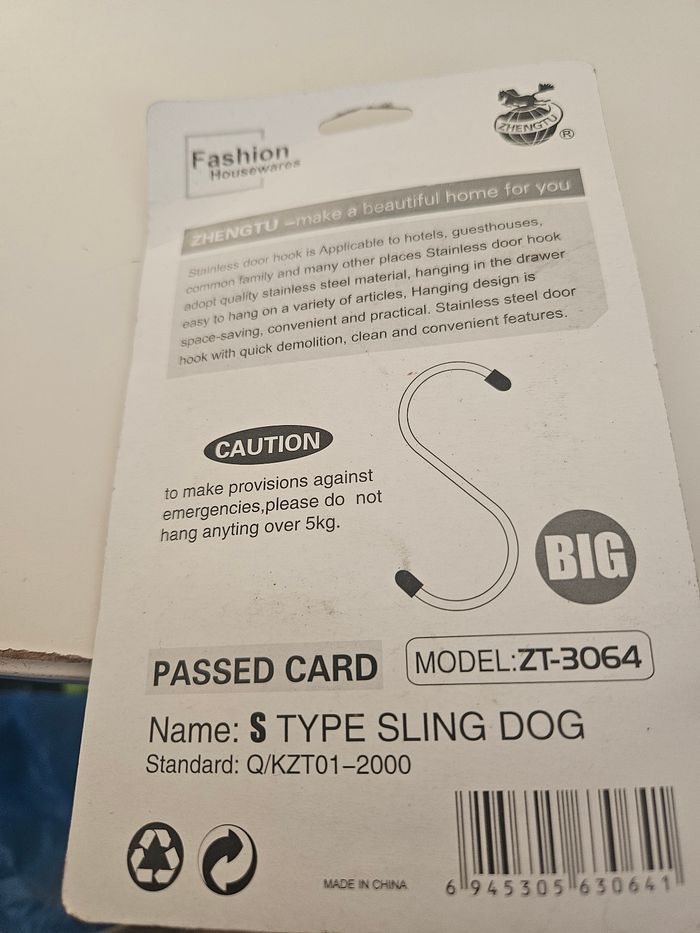 Fashion
Housewares
ZHENGTU
®
ZHENGTU –make a beautiful home for you
Stainless door hook is Applicable to hotels, guesthouses,
common family and many other places Stainless door hook
adopt quality stainless steel material, hanging in the drawer
easy to hang on a variety of articles, Hanging design is
space-saving, convenient and practical. Stainless steel door
hook with quick demolition, clean and convenient features.
CAUTION
to make provisions against
emergencies,please do not
hang anyting over 5kg.
BIG
PASSED CARD
MODEL:ZT-3064
Name: S TYPE SLING DOG
Standard: Q/KZT01–2000
MADE IN CHINA
6 945305 630641